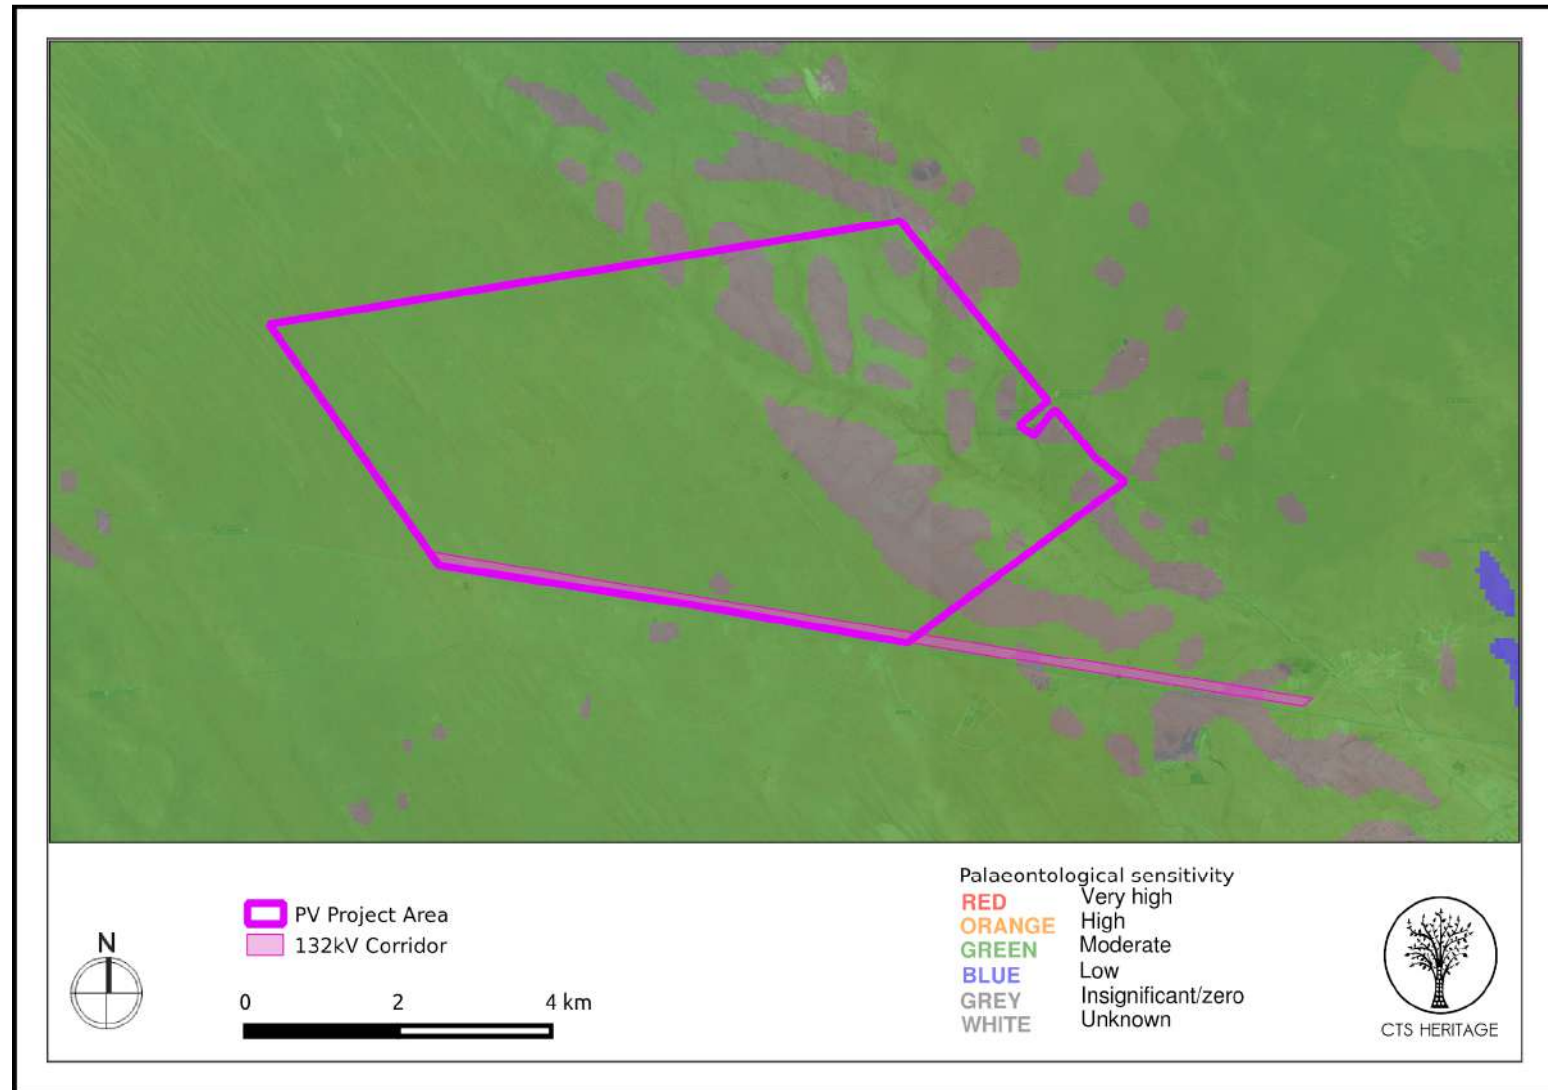 PV Project Area
132kV Corridor
N
0 2 4 km
Palaeontological sensitivity
RED Very high
ORANGE High
GREEN Moderate
BLUE Low
GREY Insignificant/zero
WHITE Unknown
CTS HERITAGE